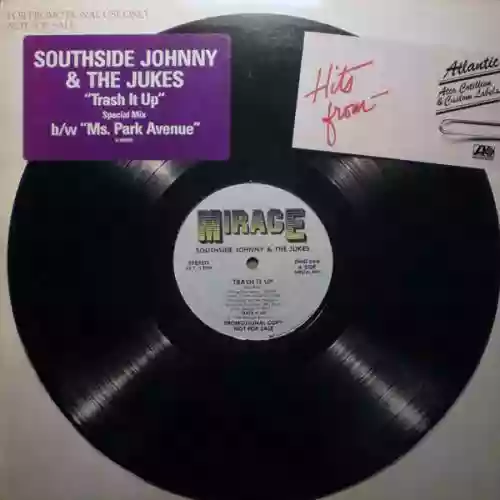 FOR PROMOTIONAL USE ONLY
NOT FOR SALE
SOUTHSIDE JOHNNY
& THE JUKES
"Trash It Up"
Special Mix
b/w "Ms. Park Avenue"
Hits
from
Atlantic
Atco, Cotillion
& Custom Labels
MIRAGE
SOUTHSIDE JOHNNY & THE JUKES
STEREO
A SIDE
TRASH IT UP
PROMOTIONAL COPY
NOT FOR SALE